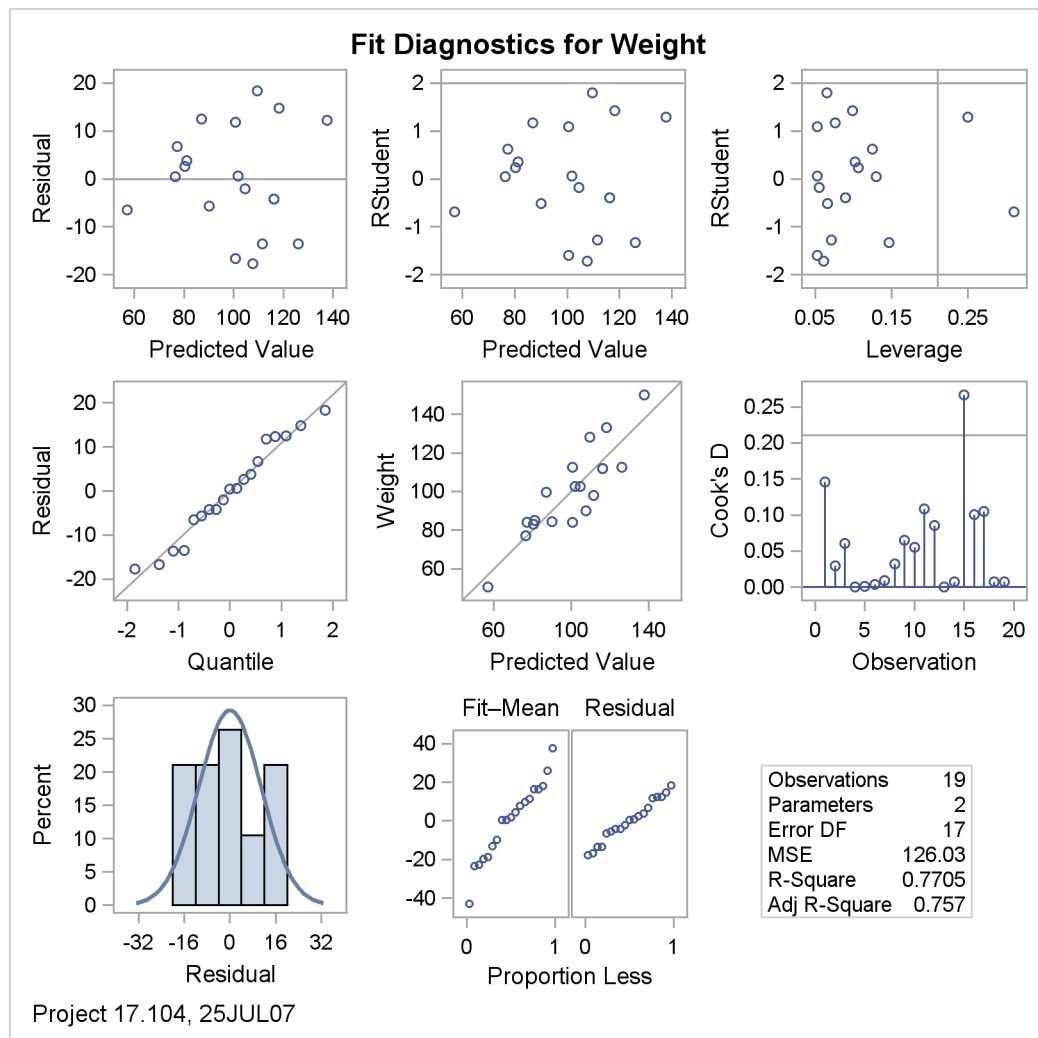 Fit Diagnostics for Weight
Residual
20
10
0
-10
-20
60 80 100 120 140
Predicted Value
RStudent
2
1
0
-1
-2
60 80 100 120 140
Predicted Value
RStudent
2
1
0
-1
-2
0.05 0.15 0.25
Leverage
Residual
20
10
0
-10
-20
-2 -1 0 1 2
Quantile
Weight
140
120
100
80
60
60 100 140
Predicted Value
Cook's D
0.25
0.20
0.15
0.10
0.05
0.00
0 5 10 15 20
Observation
Percent
30
25
20
15
10
5
0
-32 -16 0 16 32
Residual
Fit–Mean Residual
40
20
0
-20
-40
0 1 0 1
Proportion Less
Observations 19
Parameters 2
Error DF 17
MSE 126.03
R-Square 0.7705
Adj R-Square 0.757
Project 17.104, 25JUL07